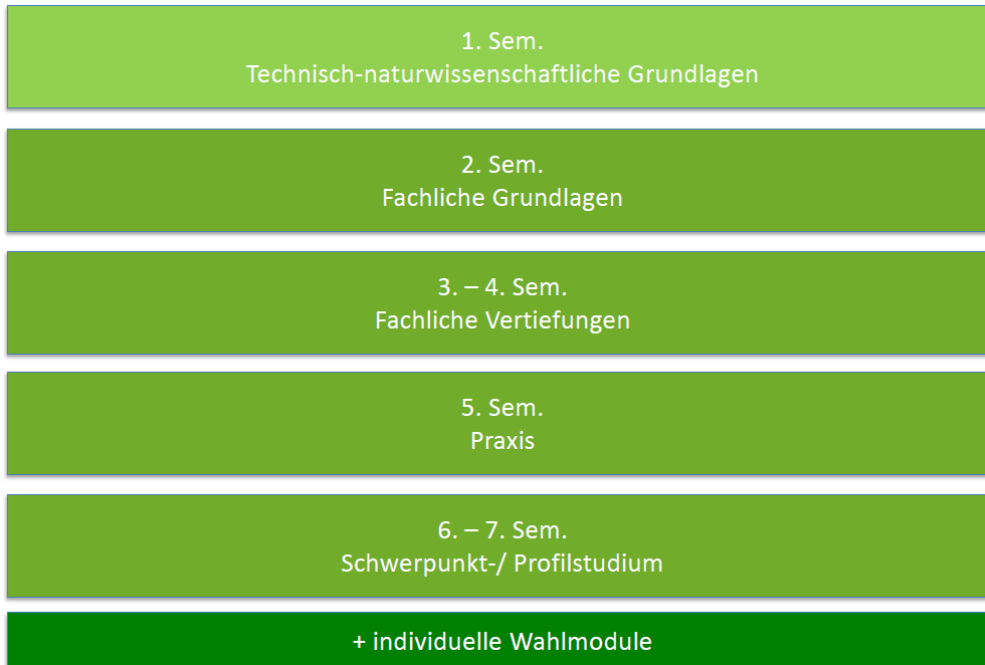 1. Sem.
Technisch-naturwissenschaftliche Grundlagen
2. Sem.
Fachliche Grundlagen
3. – 4. Sem.
Fachliche Vertiefungen
5. Sem.
Praxis
6. – 7. Sem.
Schwerpunkt-/ Profilstudium
+ individuelle Wahlmodule